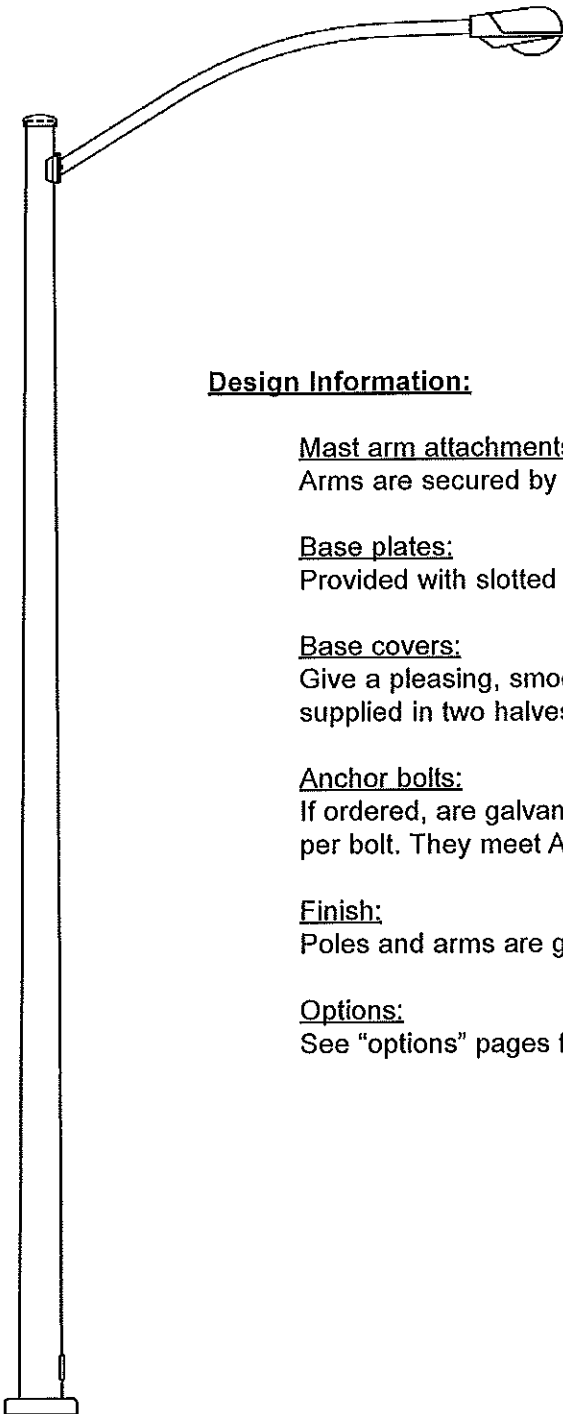 Design Information:
Mast arm attachments
Arms are secured by
Base plates:
Provided with slotted
Base covers:
Give a pleasing, smoo
supplied in two halves
Anchor bolts:
If ordered, are galvan
per bolt. They meet A
Finish:
Poles and arms are g
Options:
See “options” pages f